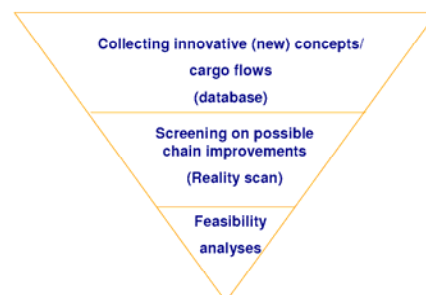 Collecting innovative (new) concepts/
cargo flows
(database)
Screening on possible
chain improvements
(Reality scan)
Feasibility
analyses